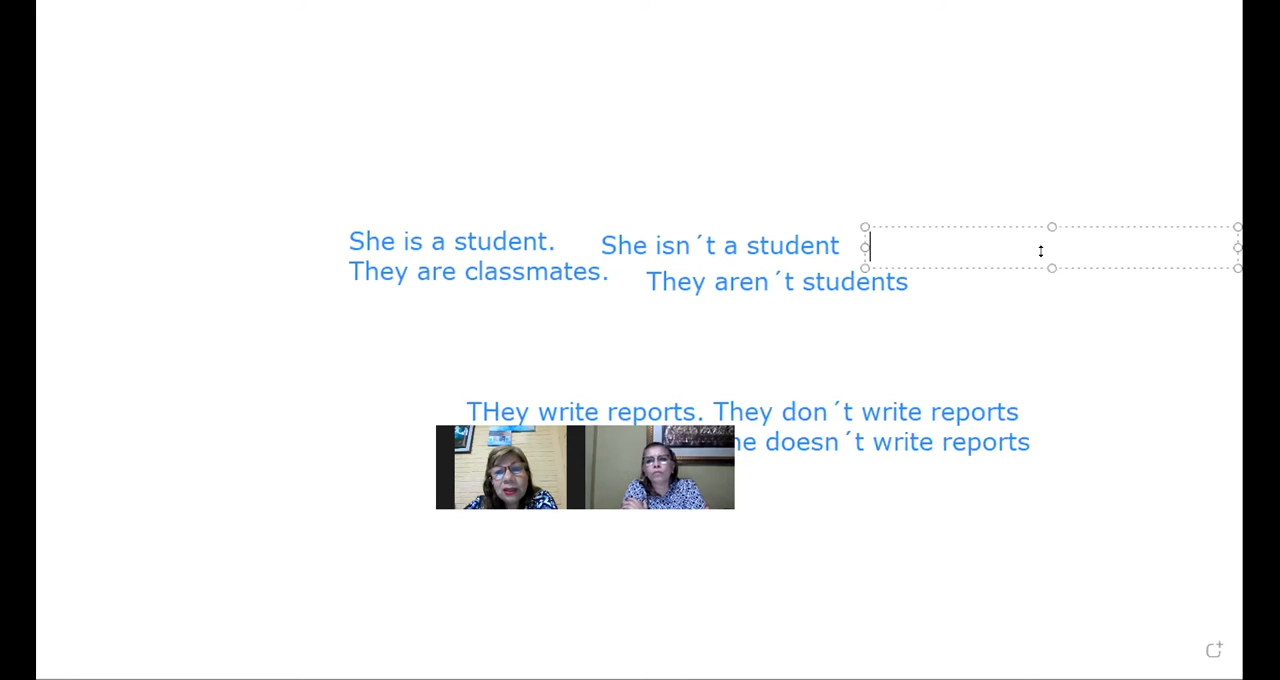 She is a student.
She isn´t a student
They are classmates.
They aren´t students
THey write reports. They don´t write reports
doesn´t write reports